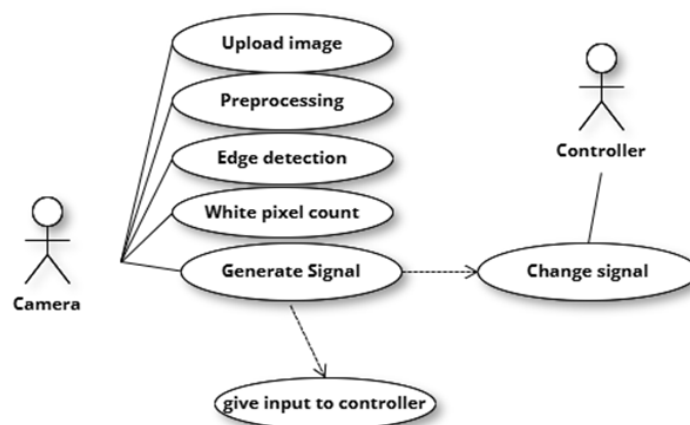 Upload image
Preprocessing
Controller
Edge detection
White pixel count
Generate Signal
Change signal
Camera
give input to controller